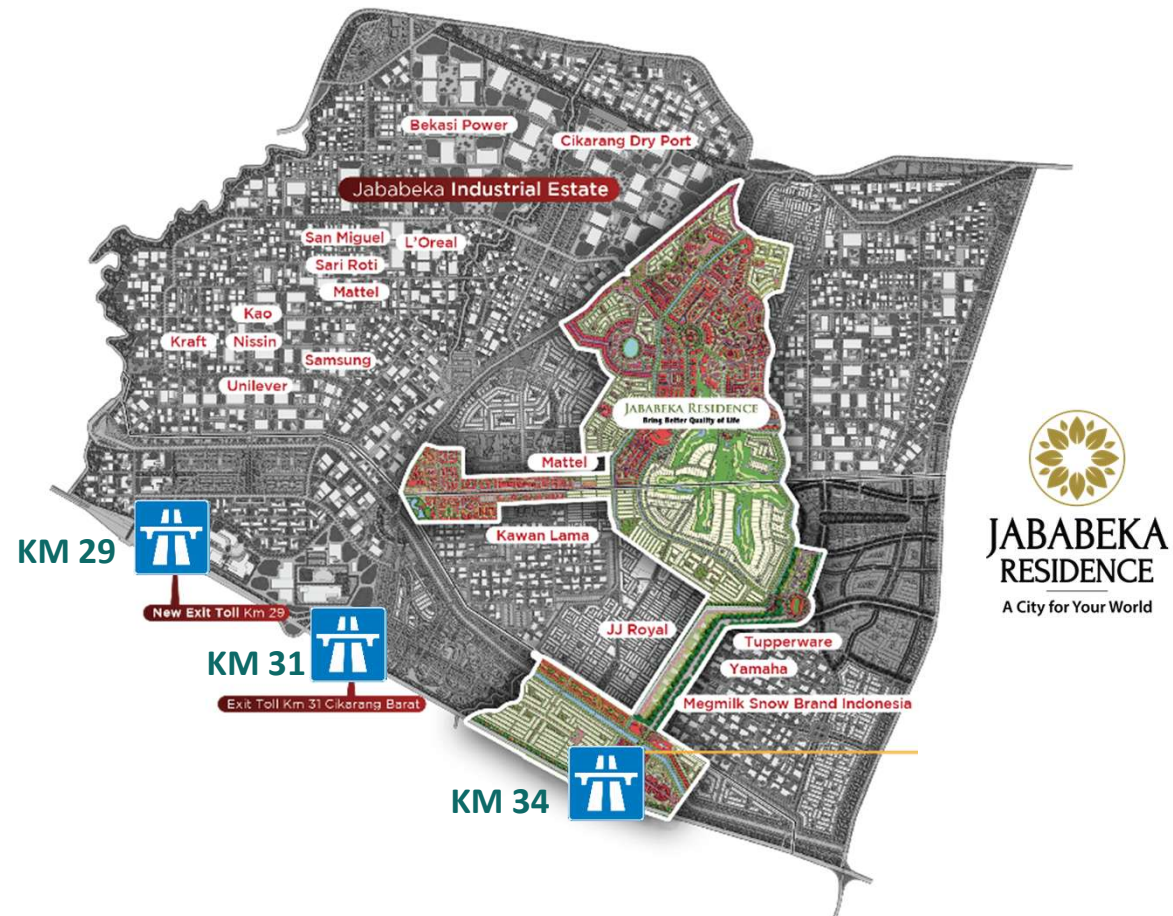 Bekasi Power
Cikarang Dry Port
Jababeka Industrial Estate
San Miguel
L'Oreal
Sari Roti
Mattel
Kao
Kraft
Nissin
Samsung
Unilever
JABABEKA RESIDENCE
Bring Better Quality of Life
Mattel
Kawan Lama
KM 29
New Exit Toll Km 29
JJ Royal
Tupperware
KM 31
Yamaha
Exit Toll Km 31 Cikarang Barat
Megmilk Snow Brand Indonesia
KM 34
JABABEKA
RESIDENCE
A City for Your World